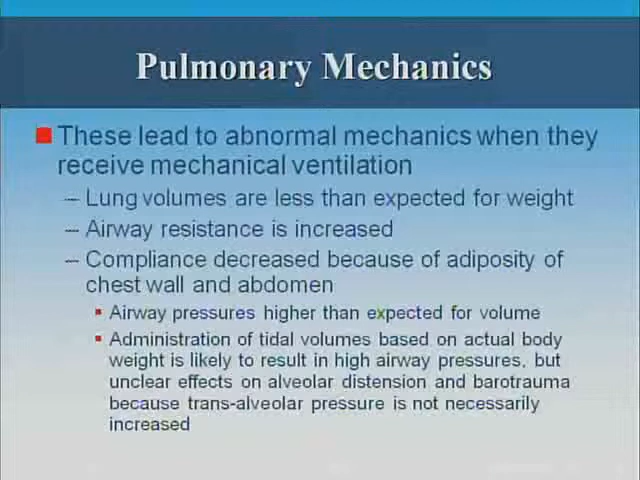 Pulmonary Mechanics
These lead to abnormal mechanics when they
receive mechanical ventilation
– Lung volumes are less than expected for weight
– Airway resistance is increased
– Compliance decreased because of adiposity of
chest wall and abdomen
▪ Airway pressures higher than expected for volume
▪ Administration of tidal volumes based on actual body
weight is likely to result in high airway pressures, but
unclear effects on alveolar distension and barotrauma
because trans-alveolar pressure is not necessarily
increased